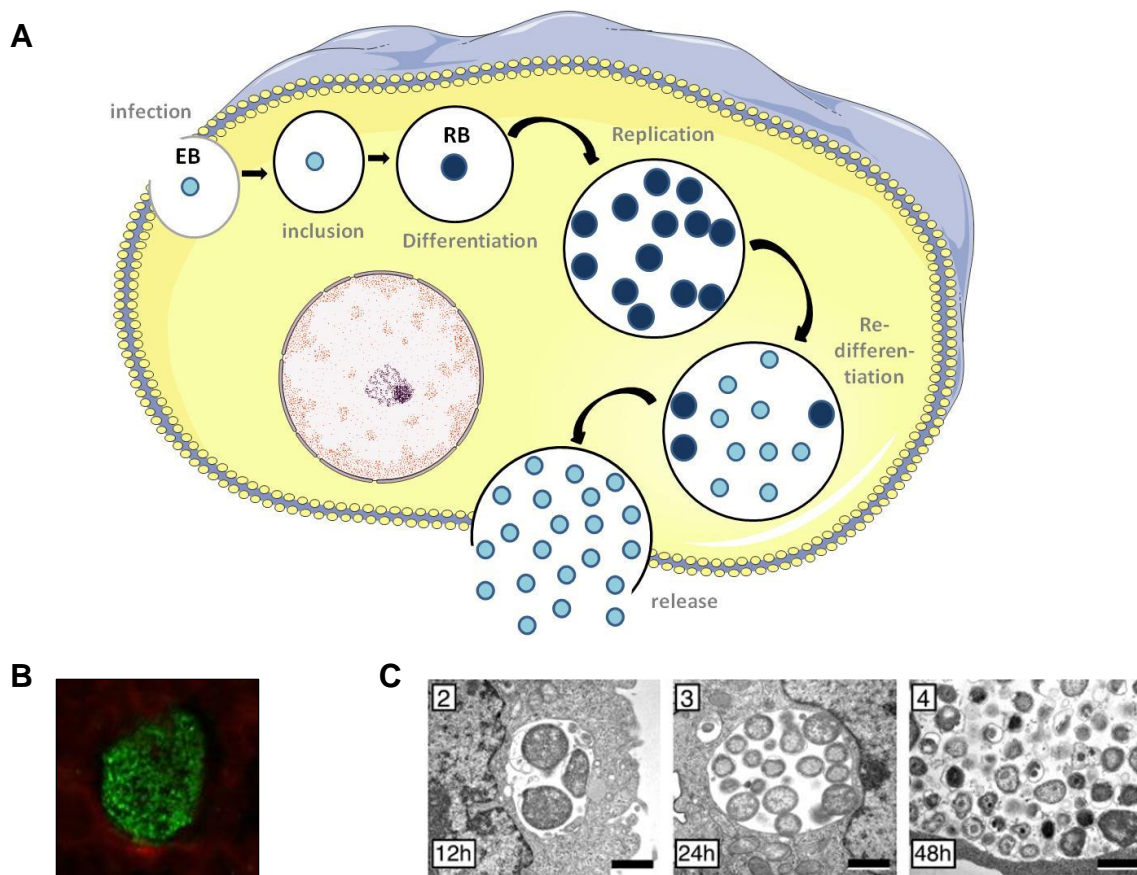 A
infection
EB
RB
Replication
inclusion
Differentiation
Re-
differen-
tiation
release
B
C
2
3
4
12h
24h
48h